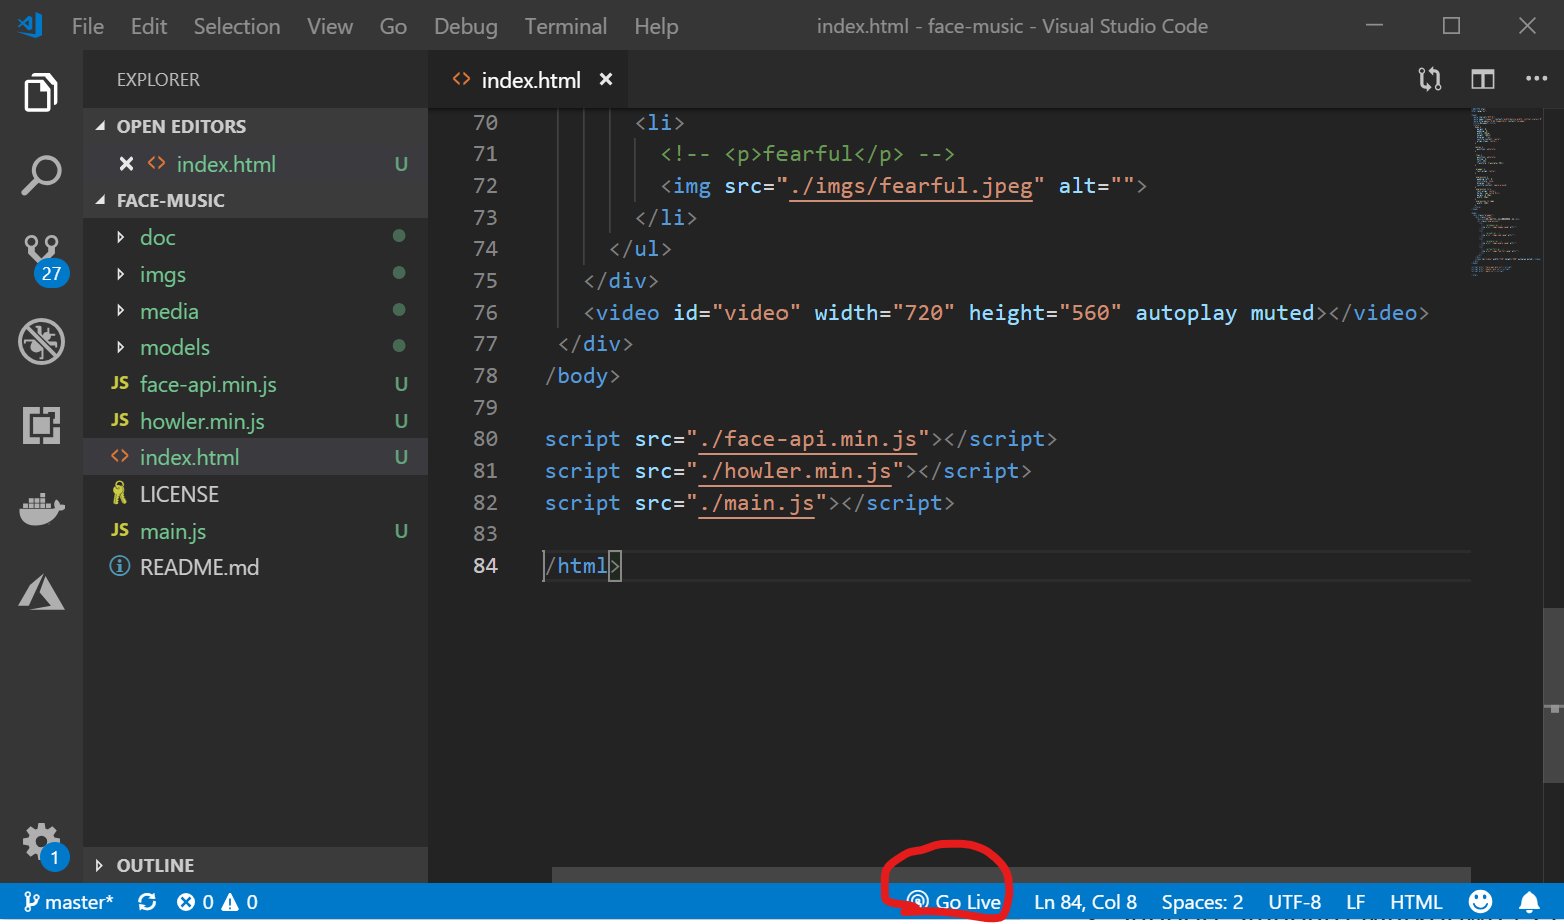 File Edit Selection View Go Debug Terminal Help index.html - face-music - Visual Studio Code
EXPLORER
OPEN EDITORS
index.html U
FACE-MUSIC
doc
imgs
media
models
JS face-api.min.js U
JS howler.min.js U
index.html U
LICENSE
JS main.js U
README.md
OUTLINE
27
1
index.html
70 <li>
71 <!-- <p>fearful</p> -->
72 <img src="./imgs/fearful.jpeg" alt="">
73 </li>
74 </ul>
75 </div>
76 <video id="video" width="720" height="560" autoplay muted></video>
77 </div>
78 /body>
79
80 script src="./face-api.min.js"></script>
81 script src="./howler.min.js"></script>
82 script src="./main.js"></script>
83
84 /html>
master* 0 0 Go Live Ln 84, Col 8 Spaces: 2 UTF-8 LF HTML